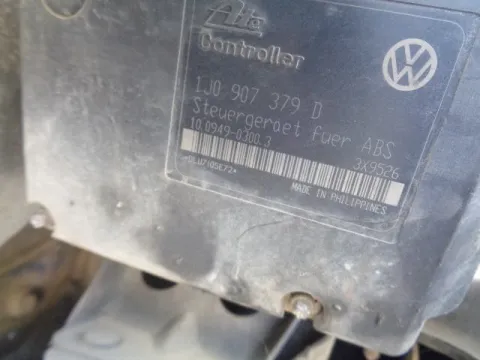 Ate
Controller
1J0 907 379 D
Steuergeraet fuer ABS
10.0949-0300.3
3X9526
MADE IN PHILIPPINES